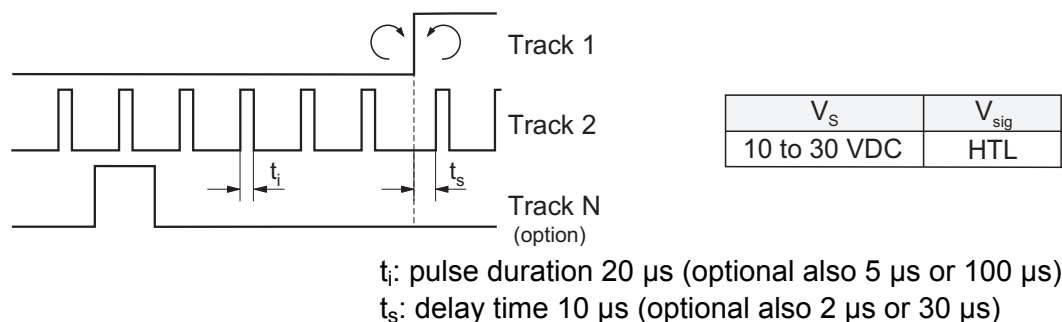 Track 1
Track 2
tᵢ
tₛ
Track N
(option)
Vₛ Vsig
10 to 30 VDC HTL
tᵢ: pulse duration 20 µs (optional also 5 µs or 100 µs)
tₛ: delay time 10 µs (optional also 2 µs or 30 µs)